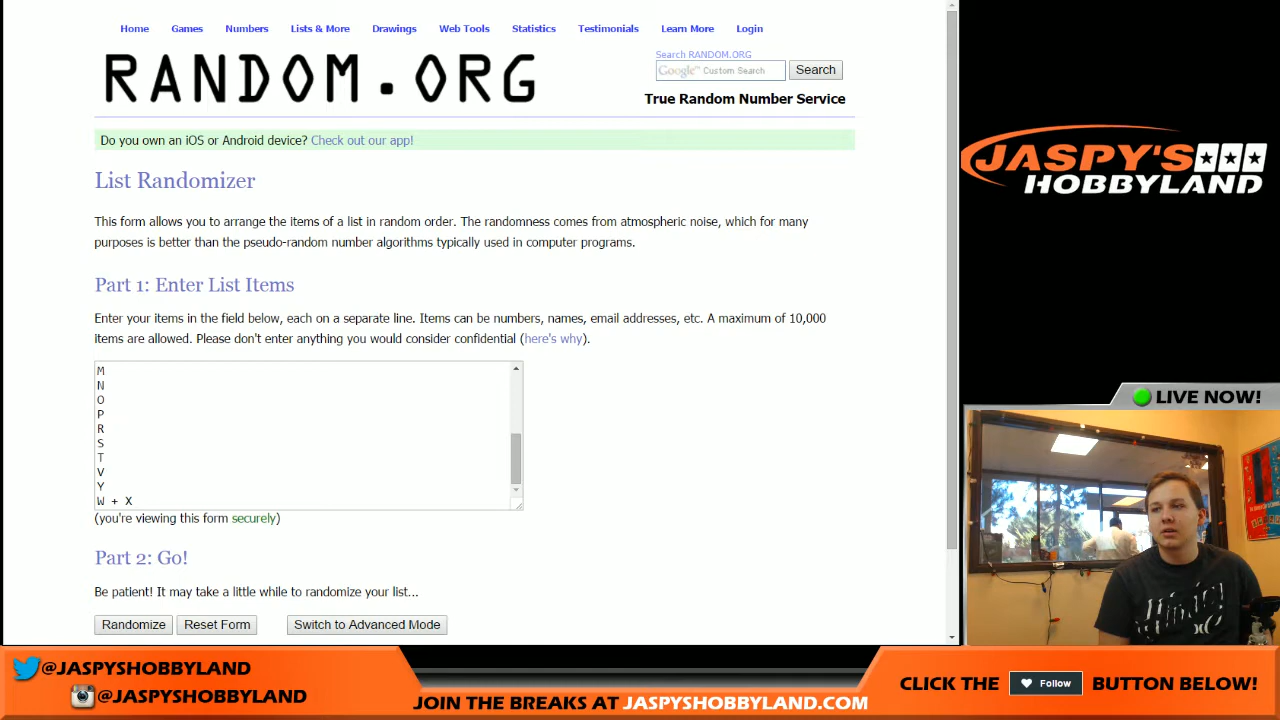 Home Games Numbers Lists & More Drawings Web Tools Statistics Testimonials Learn More Login
RANDOM.ORG
Search RANDOM.ORG
Google Custom Search Search
True Random Number Service
Do you own an iOS or Android device? Check out our app!
List Randomizer
This form allows you to arrange the items of a list in random order. The randomness comes from atmospheric noise, which for many
purposes is better than the pseudo-random number algorithms typically used in computer programs.
Part 1: Enter List Items
Enter your items in the field below, each on a separate line. Items can be numbers, names, email addresses, etc. A maximum of 10,000
items are allowed. Please don't enter anything you would consider confidential (here's why).
M
N
O
P
R
S
T
V
Y
W + X
(you're viewing this form securely)
Part 2: Go!
Be patient! It may take a little while to randomize your list...
Randomize Reset Form Switch to Advanced Mode
JASPY'S
HOBBYLAND
LIVE NOW!
@JASPYSHOBBYLAND
@JASPYSHOBBYLAND
JOIN THE BREAKS AT JASPYSHOBBYLAND.COM
CLICK THE Follow BUTTON BELOW!